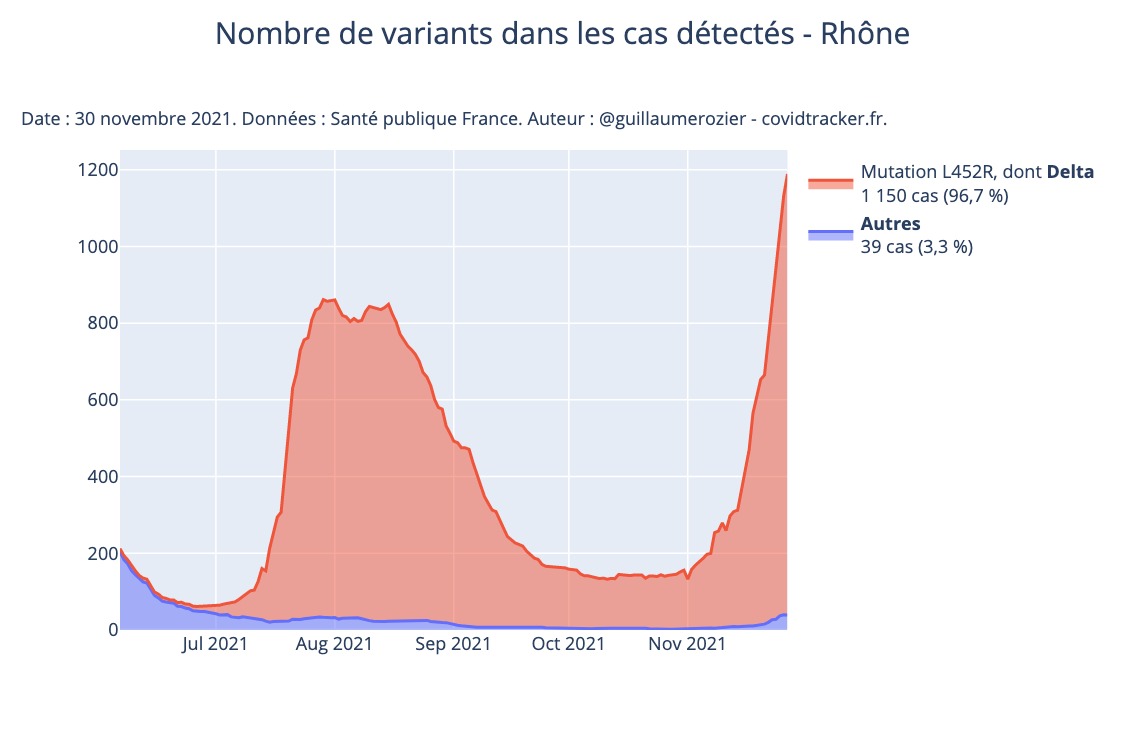 Nombre de variants dans les cas détectés - Rhône
Date : 30 novembre 2021. Données : Santé publique France. Auteur : @guillaumerozier - covidtracker.fr.
1200
1000
800
600
400
200
0
Jul 2021
Aug 2021
Sep 2021
Oct 2021
Nov 2021
Mutation L452R, dont Delta
1 150 cas (96,7 %)
Autres
39 cas (3,3 %)